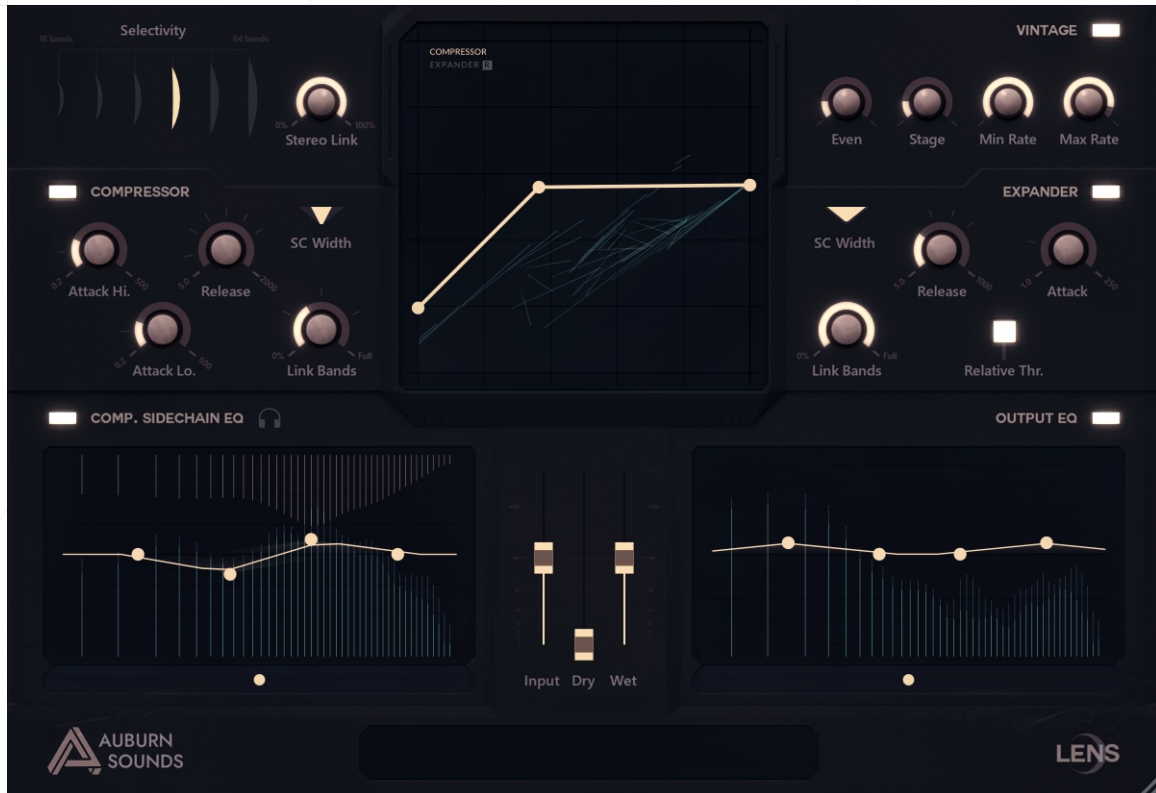 Selectivity
18 bands
64 bands
0%
100%
Stereo Link
COMPRESSOR
EXPANDER R
VINTAGE
Even
Stage
Min Rate
Max Rate
COMPRESSOR
0.2
500
Attack Hi.
5.0
2000
Release
SC Width
0.2
500
Attack Lo.
0%
Full
Link Bands
EXPANDER
SC Width
5.0
1000
Release
1.0
250
Attack
0%
Full
Link Bands
Relative Thr.
COMP. SIDECHAIN EQ
OUTPUT EQ
Input
Dry
Wet
AUBURN
SOUNDS
LENS